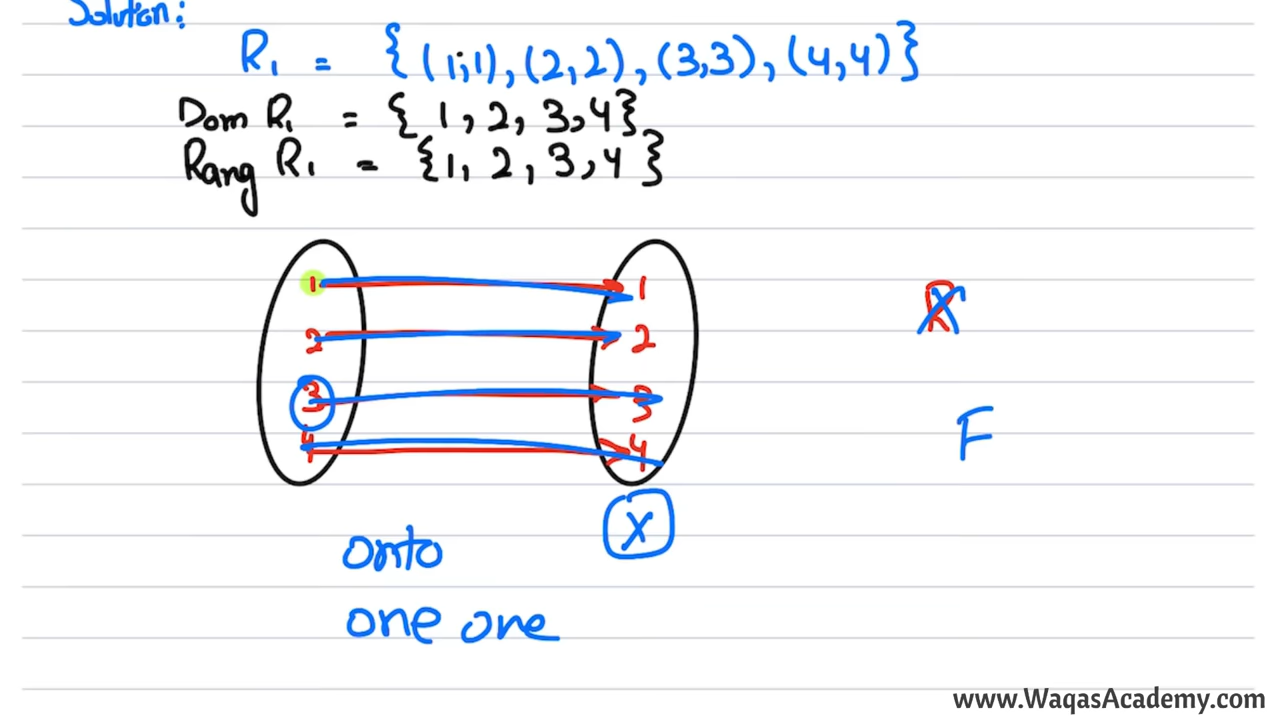 Solution:
R₁ = {(1,1), (2,2), (3,3), (4,4)}
Dom R₁ = { 1, 2, 3, 4}
Rang R₁ = {1, 2, 3, 4 }
1 1
2 2
3 3
4 4
R
F
X
onto
one one
www.WaqasAcademy.com